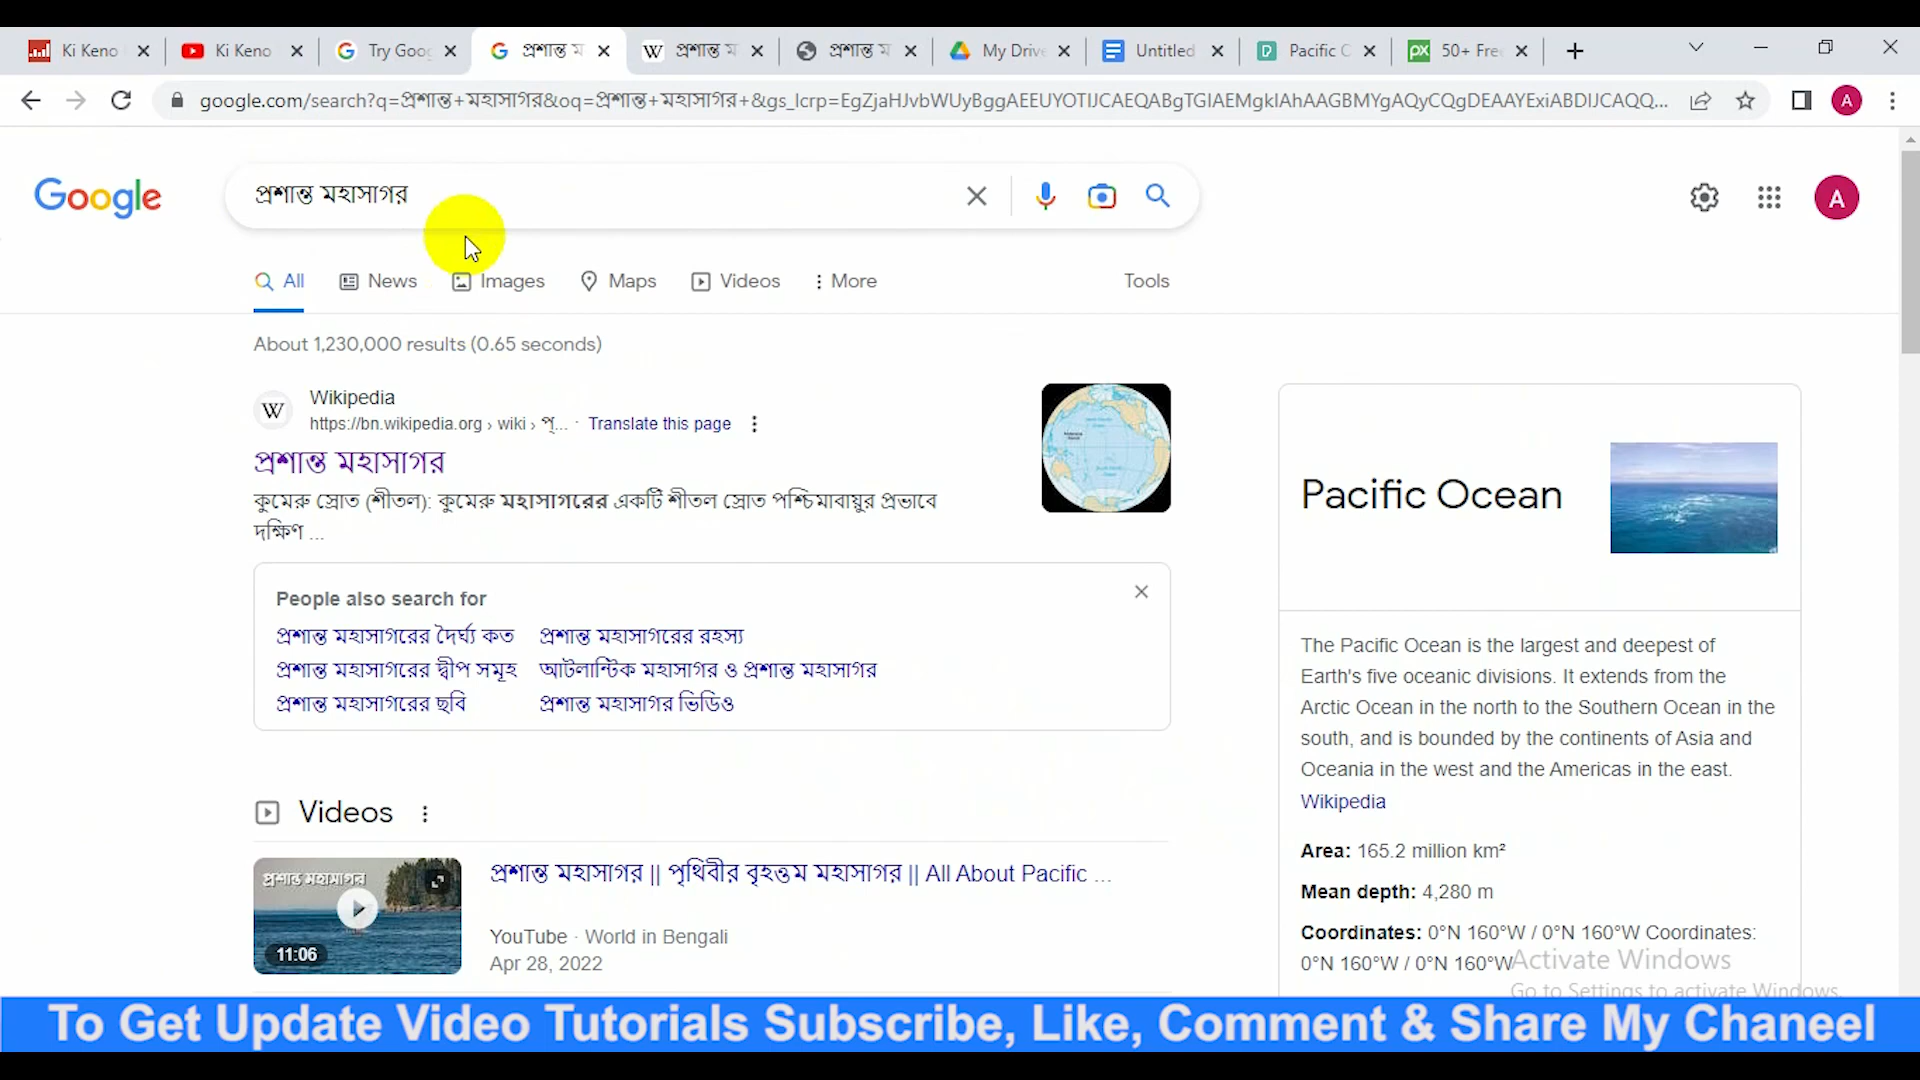 Ki Keno
Ki Keno
Try Goog
প্রশান্ত ম
প্রশান্ত ম
প্রশান্ত ম
My Drive
Untitled
Pacific O
50+ Free
google.com/search?q=প্রশান্ত+মহাসাগর&oq=প্রশান্ত+মহাসাগর+&gs_lcrp=EgZjaHJvbWUyBggAEEUYOTIJCAEQABgTGIAEMgkIAhAAGBMYgAQyCQgDEAAYExiABDIJCAQQ...
A
Google
প্রশান্ত মহাসাগর
A
All
News
Images
Maps
Videos
More
Tools
About 1,230,000 results (0.65 seconds)
W
Wikipedia
https://bn.wikipedia.org › wiki › প্... · Translate this page
প্রশান্ত মহাসাগর
কুমেরু স্রোত (শীতল): কুমেরু মহাসাগরের একটি শীতল স্রোত পশ্চিমাবায়ুর প্রভাবে
দক্ষিণ ...
People also search for
প্রশান্ত মহাসাগরের দৈর্ঘ্য কত
প্রশান্ত মহাসাগরের রহস্য
প্রশান্ত মহাসাগরের দ্বীপ সমূহ
আটলান্টিক মহাসাগর ও প্রশান্ত মহাসাগর
প্রশান্ত মহাসাগরের ছবি
প্রশান্ত মহাসাগর ভিডিও
Videos
প্রশান্ত মহাসাগর
11:06
প্রশান্ত মহাসাগর || পৃথিবীর বৃহত্তম মহাসাগর || All About Pacific ...
YouTube · World in Bengali
Apr 28, 2022
Pacific Ocean
The Pacific Ocean is the largest and deepest of
Earth's five oceanic divisions. It extends from the
Arctic Ocean in the north to the Southern Ocean in the
south, and is bounded by the continents of Asia and
Oceania in the west and the Americas in the east.
Wikipedia
Area: 165.2 million km²
Mean depth: 4,280 m
Coordinates: 0°N 160°W / 0°N 160°W Coordinates:
0°N 160°W / 0°N 160°W
Activate Windows
Go to Settings to activate Windows.
To Get Update Video Tutorials Subscribe, Like, Comment & Share My Chaneel